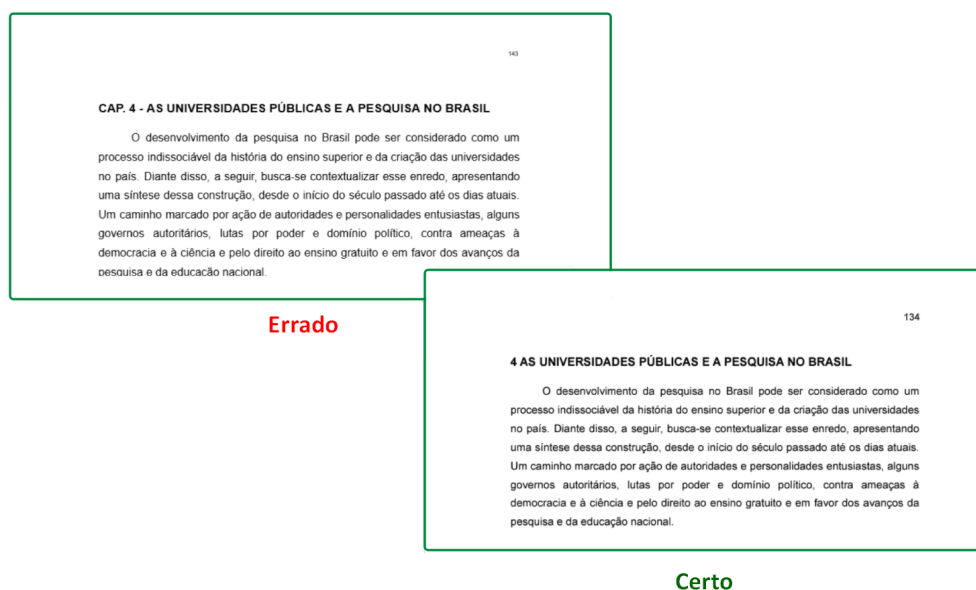 143
CAP. 4 - AS UNIVERSIDADES PÚBLICAS E A PESQUISA NO BRASIL
O desenvolvimento da pesquisa no Brasil pode ser considerado como um
processo indissociável da história do ensino superior e da criação das universidades
no país. Diante disso, a seguir, busca-se contextualizar esse enredo, apresentando
uma síntese dessa construção, desde o início do século passado até os dias atuais.
Um caminho marcado por ação de autoridades e personalidades entusiastas, alguns
governos autoritários, lutas por poder e domínio político, contra ameaças à
democracia e à ciência e pelo direito ao ensino gratuito e em favor dos avanços da
pesquisa e da educação nacional.
Errado
134
4 AS UNIVERSIDADES PÚBLICAS E A PESQUISA NO BRASIL
O desenvolvimento da pesquisa no Brasil pode ser considerado como um
processo indissociável da história do ensino superior e da criação das universidades
no país. Diante disso, a seguir, busca-se contextualizar esse enredo, apresentando
uma síntese dessa construção, desde o início do século passado até os dias atuais.
Um caminho marcado por ação de autoridades e personalidades entusiastas, alguns
governos autoritários, lutas por poder e domínio político, contra ameaças à
democracia e à ciência e pelo direito ao ensino gratuito e em favor dos avanços da
pesquisa e da educação nacional.
Certo